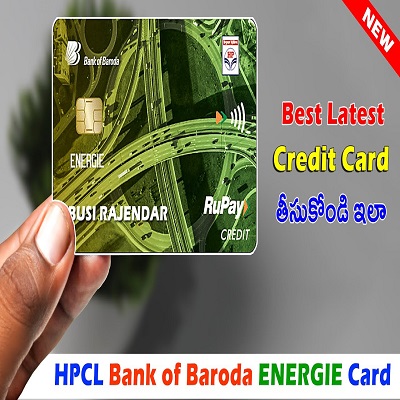 NEW
Bank of Baroda
HP
Best Latest
Credit Card
తీసుకోండి ఇలా
ENERGIE
BUSI RAJENDAR
RuPay
CREDIT
HPCL Bank of Baroda ENERGIE Card